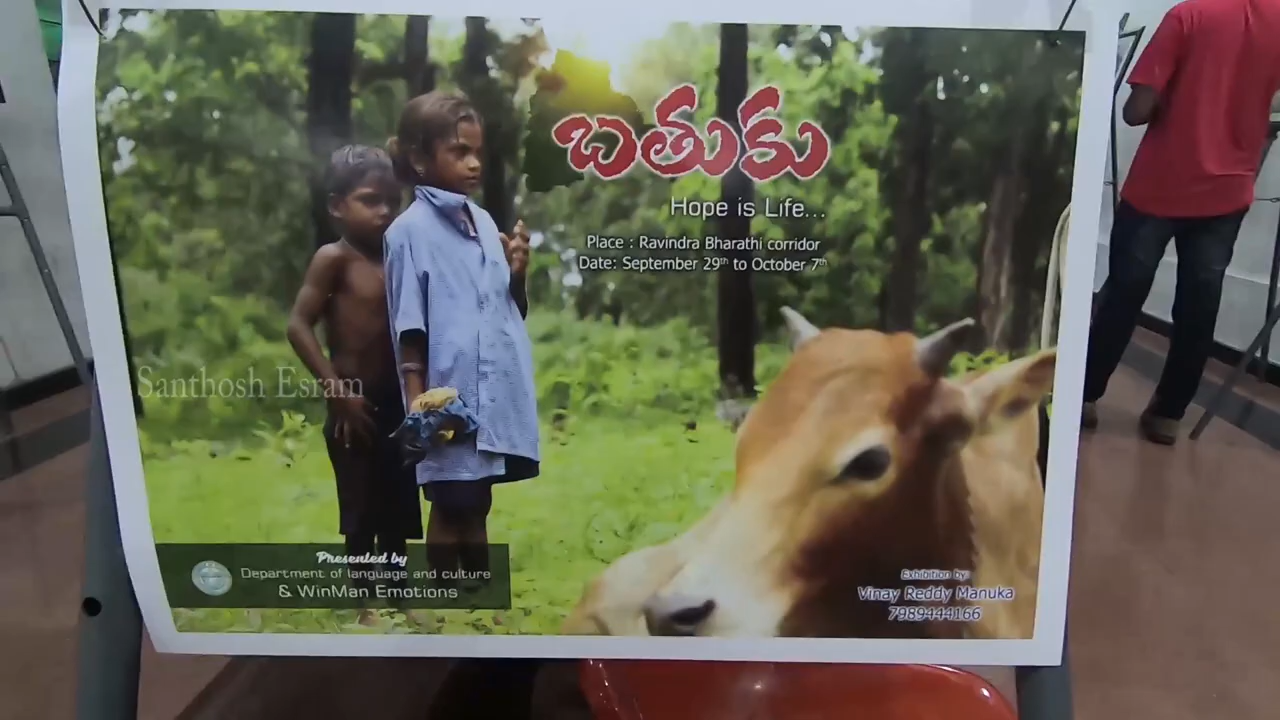 బతుకు
Hope is Life...
Place : Ravindra Bharathi corridor
Date: September 29th to October 7th
Santhosh Esram
Presented by
Department of language and culture
& WinMan Emotions
Exhibition by:
Vinay Reddy Manuka
7989444166